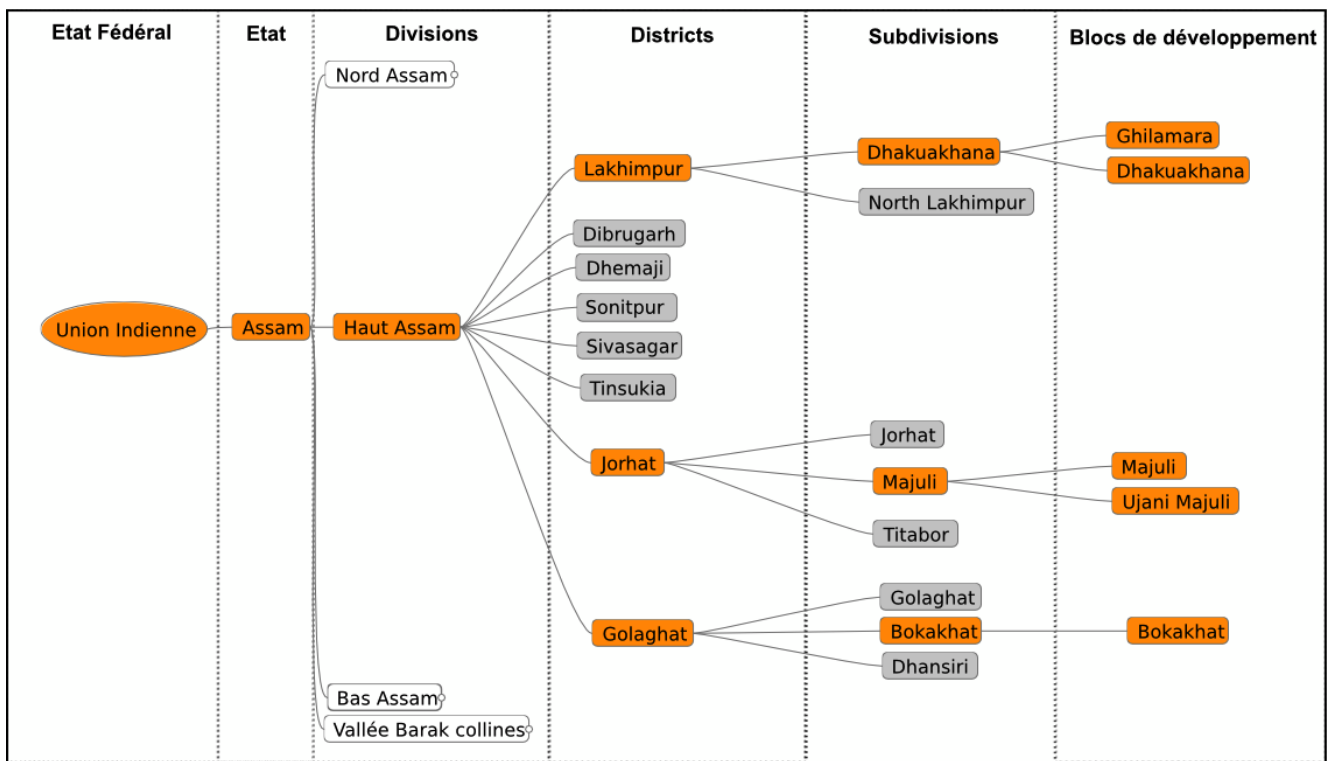 Etat Fédéral
Etat
Divisions
Districts
Subdivisions
Blocs de développement
Nord Assam
Ghilamara
Dhakuakhana
Lakhimpur
Dhakuakhana
North Lakhimpur
Dibrugarh
Dhemaji
Sonitpur
Union Indienne
Assam
Haut Assam
Sivasagar
Tinsukia
Jorhat
Jorhat
Majuli
Majuli
Ujani Majuli
Titabor
Golaghat
Golaghat
Bokakhat
Bokakhat
Dhansiri
Bas Assam
Vallée Barak collines